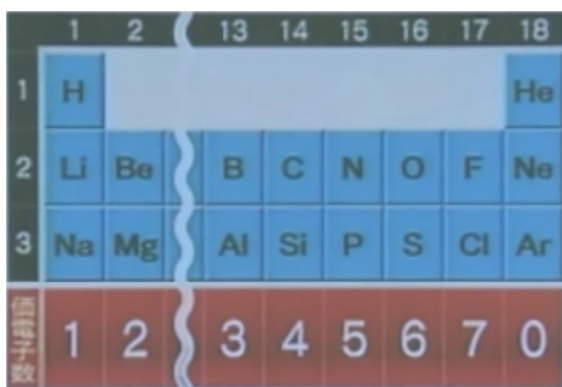 1 2 13 14 15 16 17 18
1 H He
2 Li Be B C N O F Ne
3 Na Mg Al Si P S Cl Ar
価電子数 1 2 3 4 5 6 7 0